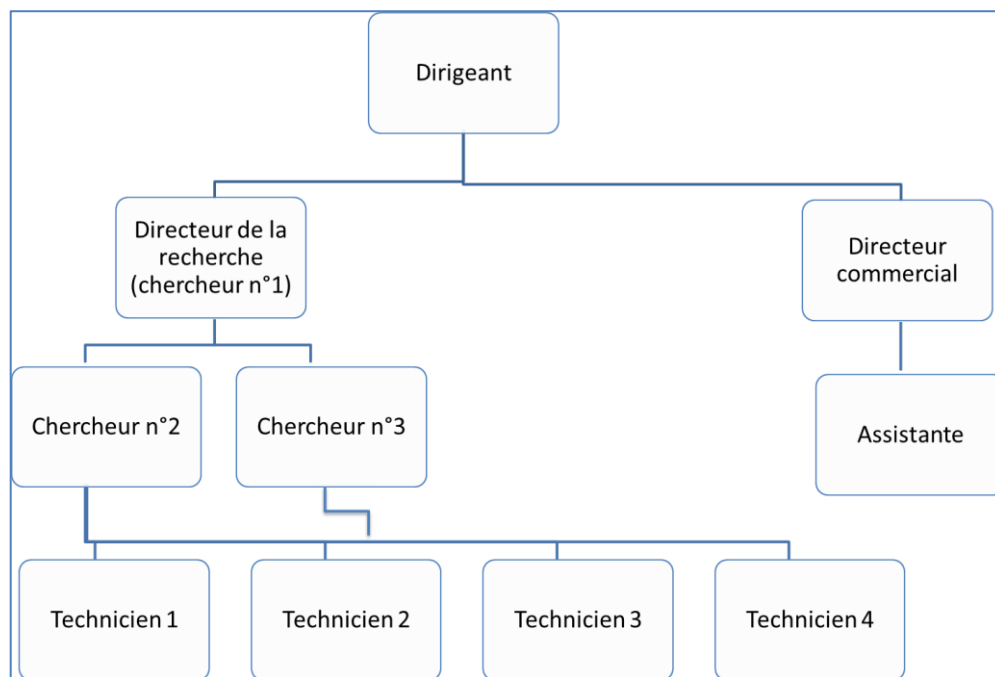 Dirigeant
Directeur de la
recherche
(chercheur n°1)
Directeur
commercial
Chercheur n°2
Chercheur n°3
Assistante
Technicien 1
Technicien 2
Technicien 3
Technicien 4